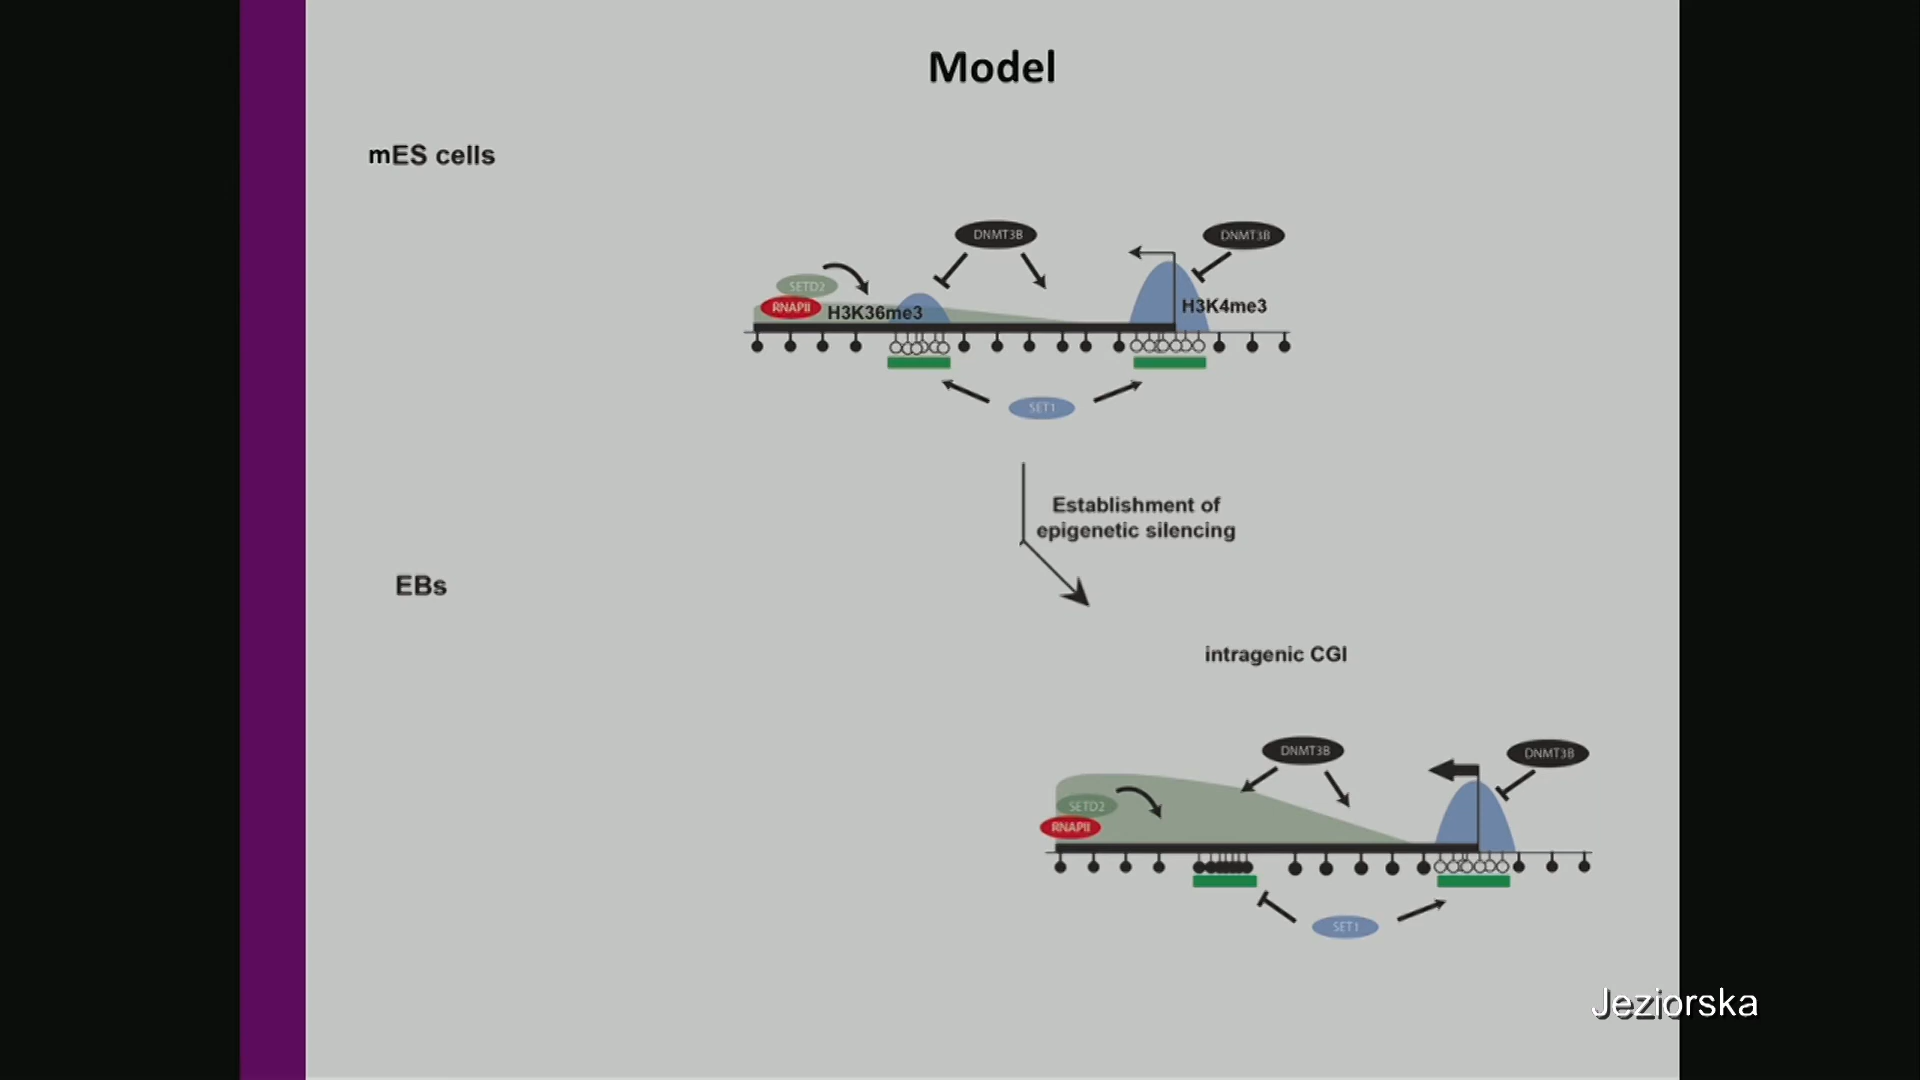 Model
mES cells
DNMT3B
DNMT3B
SETD2
RNAPII
H3K36me3
H3K4me3
SET1
Establishment of
epigenetic silencing
EBs
intragenic CGI
DNMT3B
DNMT3B
SETD2
RNAPII
SET1
Jeziorska